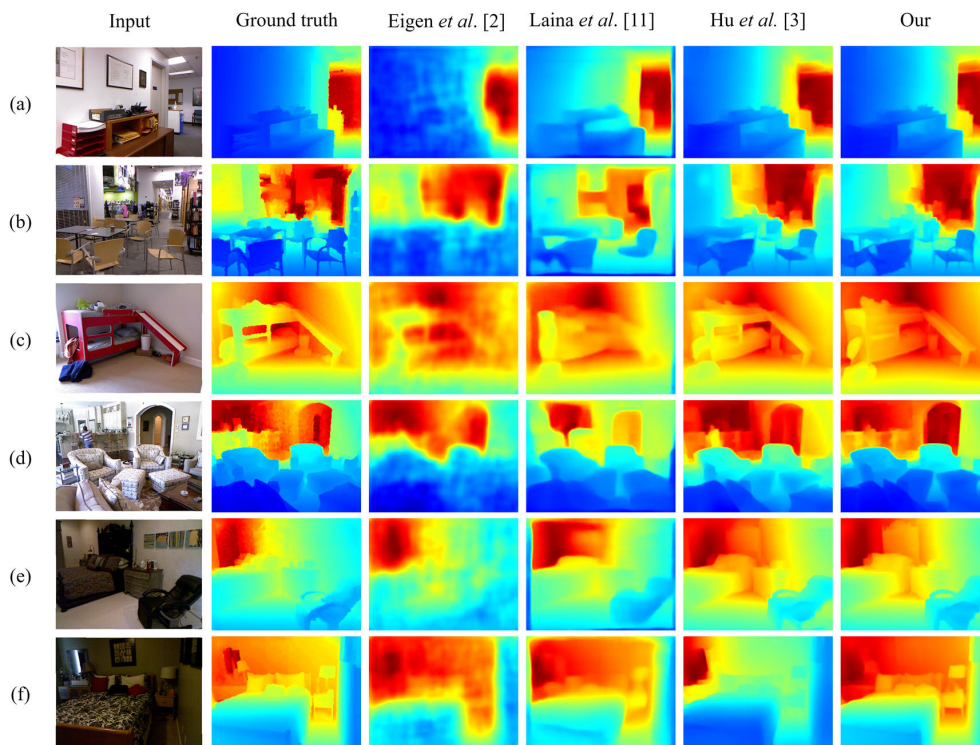 Input Ground truth Eigen et al. [2] Laina et al. [11] Hu et al. [3] Our
(a)
(b)
(c)
(d)
(e)
(f)